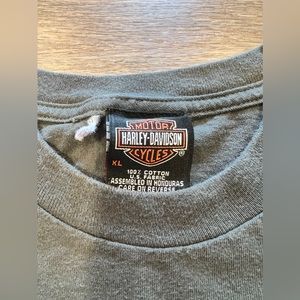 MOTOR
HARLEY-DAVIDSON
CYCLES
XL
100% COTTON
U.S. FABRIC
ASSEMBLED IN HONDURAS
CARE ON REVERSE